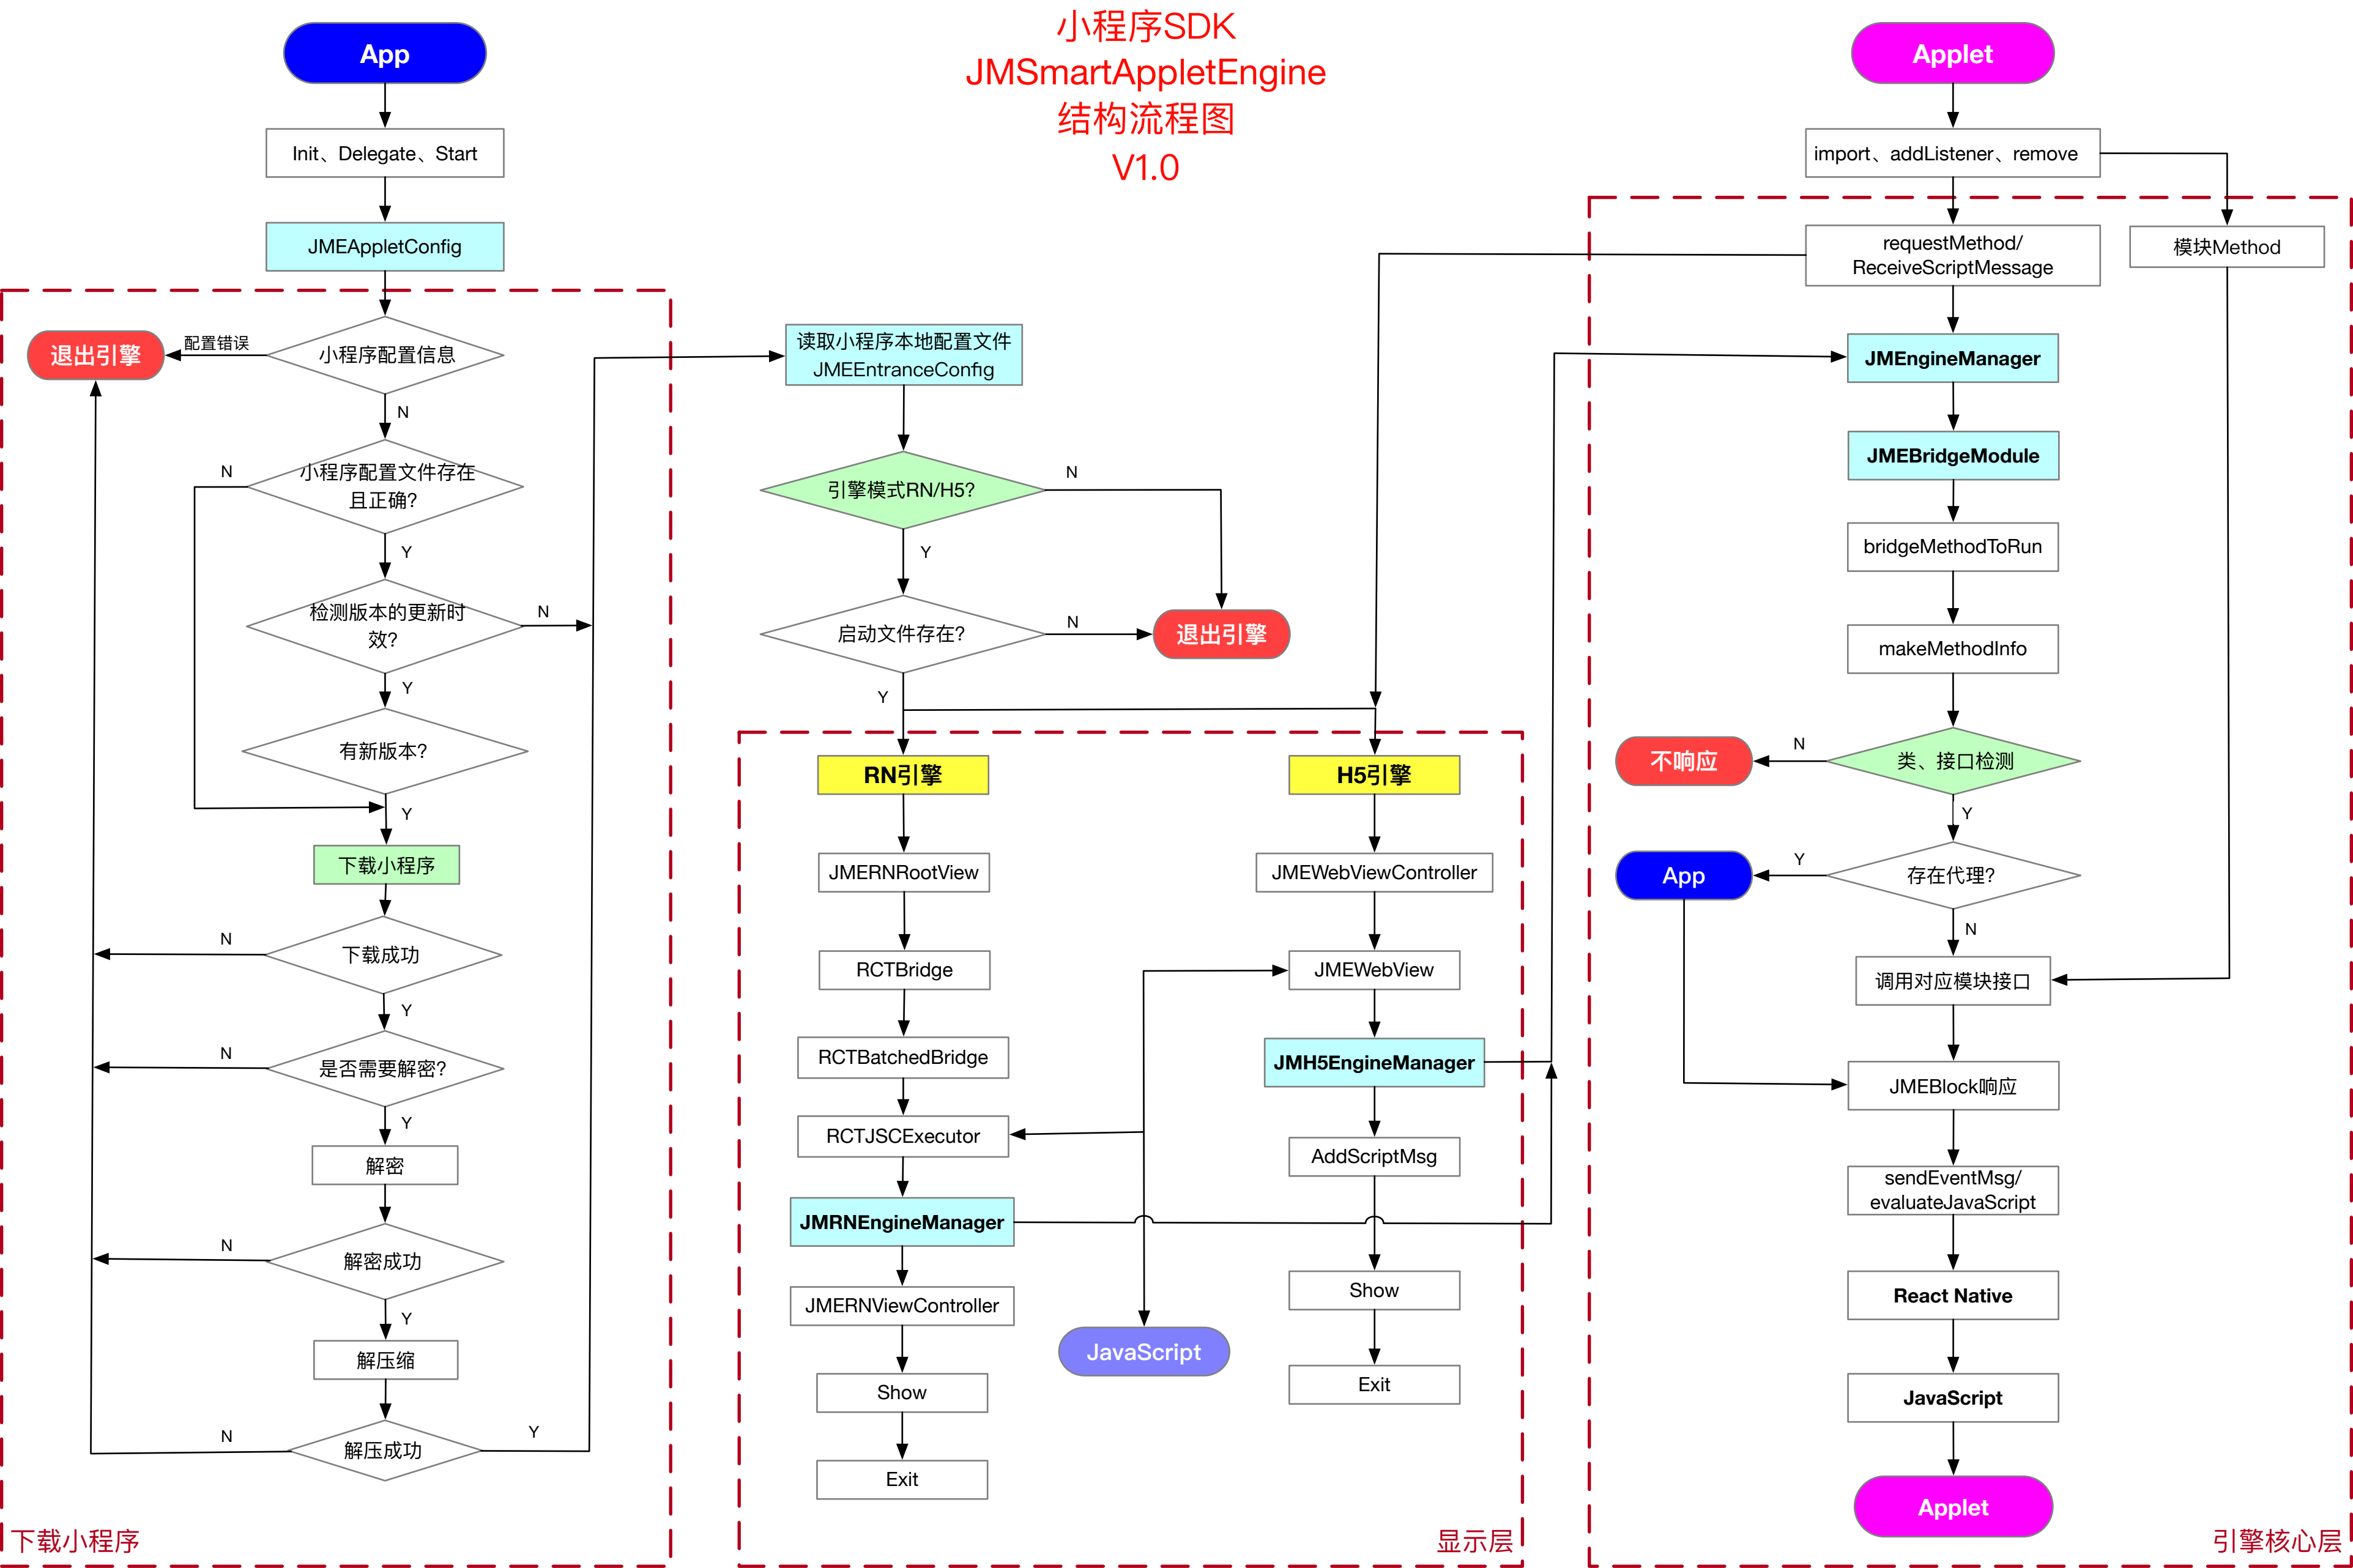 小程序SDK
JMSmartAppletEngine
结构流程图
V1.0
App
Init、Delegate、Start
JMEAppletConfig
小程序配置信息
配置错误
退出引擎
N
小程序配置文件存在
且正确?
N
Y
检测版本的更新时
效?
N
Y
有新版本?
Y
下载小程序
下载成功
N
Y
是否需要解密?
N
Y
解密
解密成功
N
Y
解压缩
解压成功
N
Y
下载小程序
读取小程序本地配置文件
JMEEntranceConfig
引擎模式RN/H5?
N
Y
启动文件存在?
N
退出引擎
Y
RN引擎
JMERNRootView
RCTBridge
RCTBatchedBridge
RCTJSCExecutor
JMRNEngineManager
JMERNViewController
Show
Exit
JavaScript
H5引擎
JMEWebViewController
JMEWebView
JMH5EngineManager
AddScriptMsg
Show
Exit
显示层
Applet
import、addListener、remove
requestMethod/
ReceiveScriptMessage
模块Method
JMEngineManager
JMEBridgeModule
bridgeMethodToRun
makeMethodInfo
类、接口检测
N
不响应
Y
存在代理?
Y
App
N
调用对应模块接口
JMEBlock响应
sendEventMsg/
evaluateJavaScript
React Native
JavaScript
Applet
引擎核心层